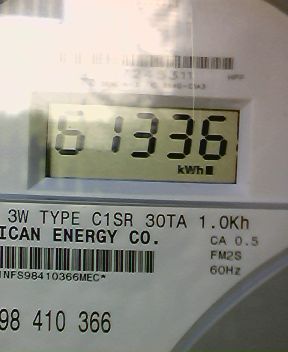 61336
kWh
3W TYPE C1SR 30TA 1.0Kh
ICAN ENERGY CO.
CA 0.5
FM2S
60Hz
NFS98410366MEC*
98 410 366